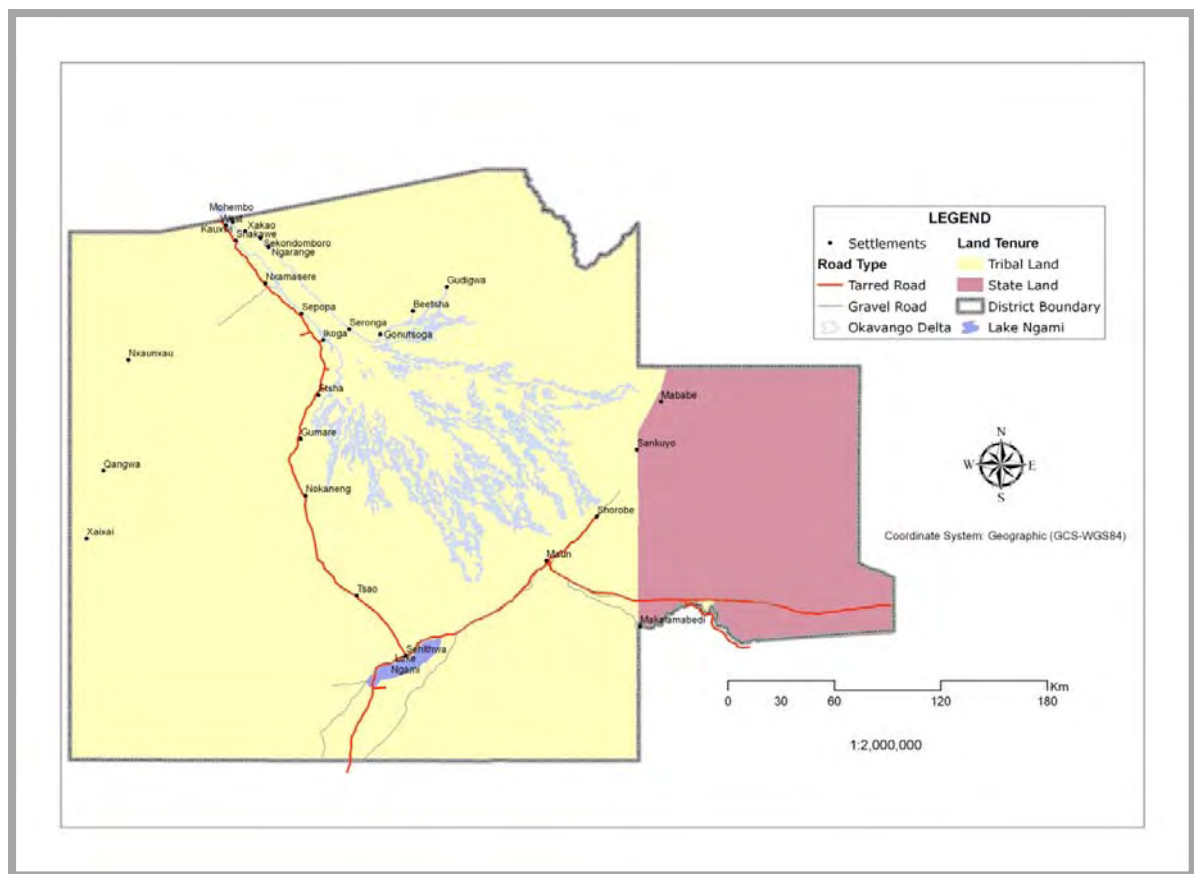 LEGEND
Settlements
Land Tenure
Road Type
Tribal Land
Tarred Road
State Land
Gravel Road
District Boundary
Okavango Delta
Lake Ngami
Mohembo
West
Kauxwi
Xakao
Shakawe
Sekondomboro
Ngarange
Nxamasere
Gudigwa
Sepopa
Beetsha
Seronga
Ikoga
Gonutsoga
Nxaunxau
Etsha
Mababe
Gumare
Sankuyo
Qangwa
Nokaneng
Shorobe
Xaixai
Maun
Tsao
Makalamabedi
Sehithwa
Lake
Ngami
N
W E
S
Coordinate System: Geographic (GCS-WGS84)
Km
0 30 60 120 180
1:2,000,000